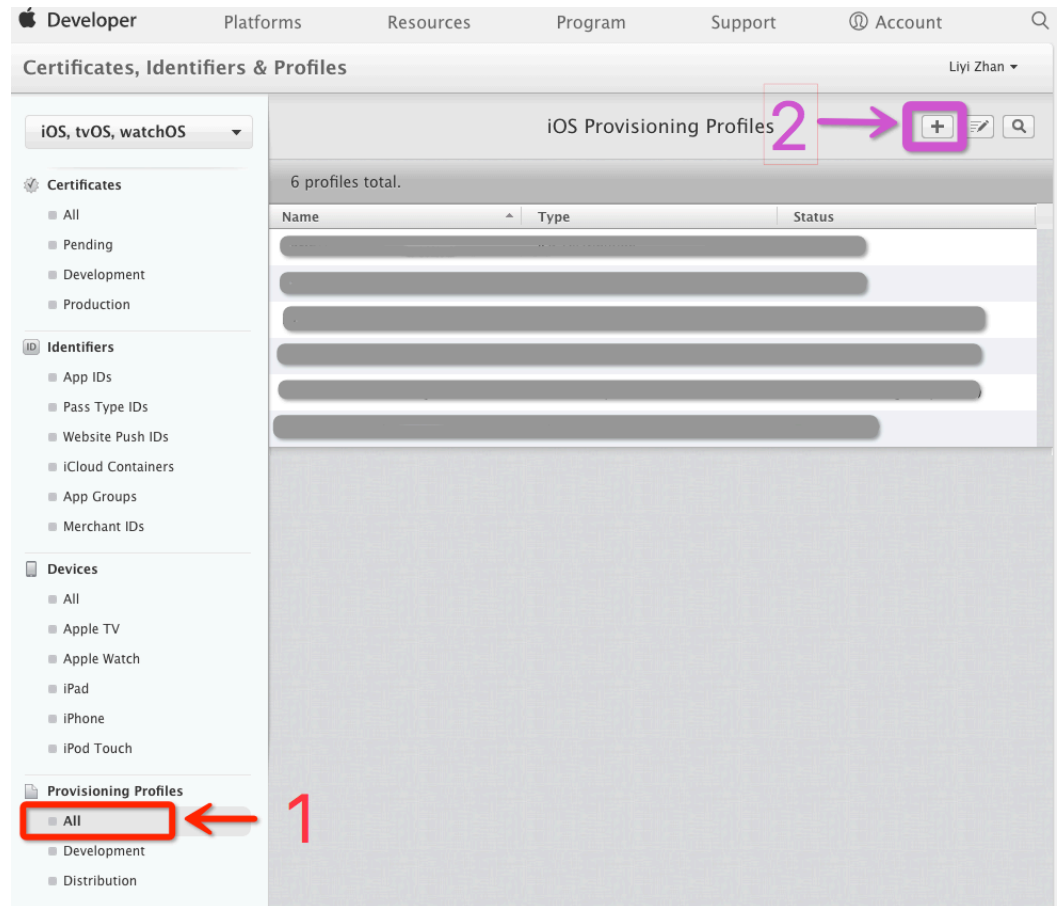 Developer Platforms Resources Program Support Account
Certificates, Identifiers & Profiles Liyi Zhan
iOS, tvOS, watchOS
iOS Provisioning Profiles 2
6 profiles total.
Name Type Status
Certificates
All
Pending
Development
Production
ID Identifiers
App IDs
Pass Type IDs
Website Push IDs
iCloud Containers
App Groups
Merchant IDs
Devices
All
Apple TV
Apple Watch
iPad
iPhone
iPod Touch
Provisioning Profiles
All 1
Development
Distribution